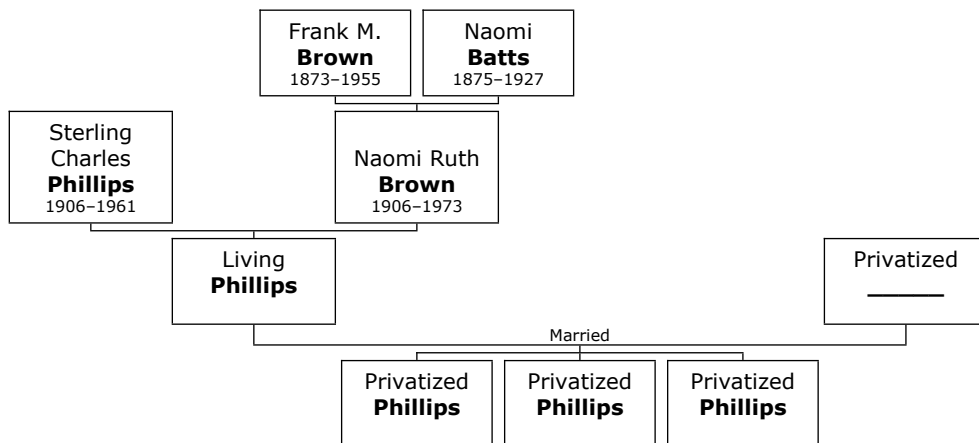 Frank M.
Brown
1873–1955
Naomi
Batts
1875–1927
Sterling
Charles
Phillips
1906–1961
Naomi Ruth
Brown
1906–1973
Living
Phillips
Privatized
Married
Privatized
Phillips
Privatized
Phillips
Privatized
Phillips